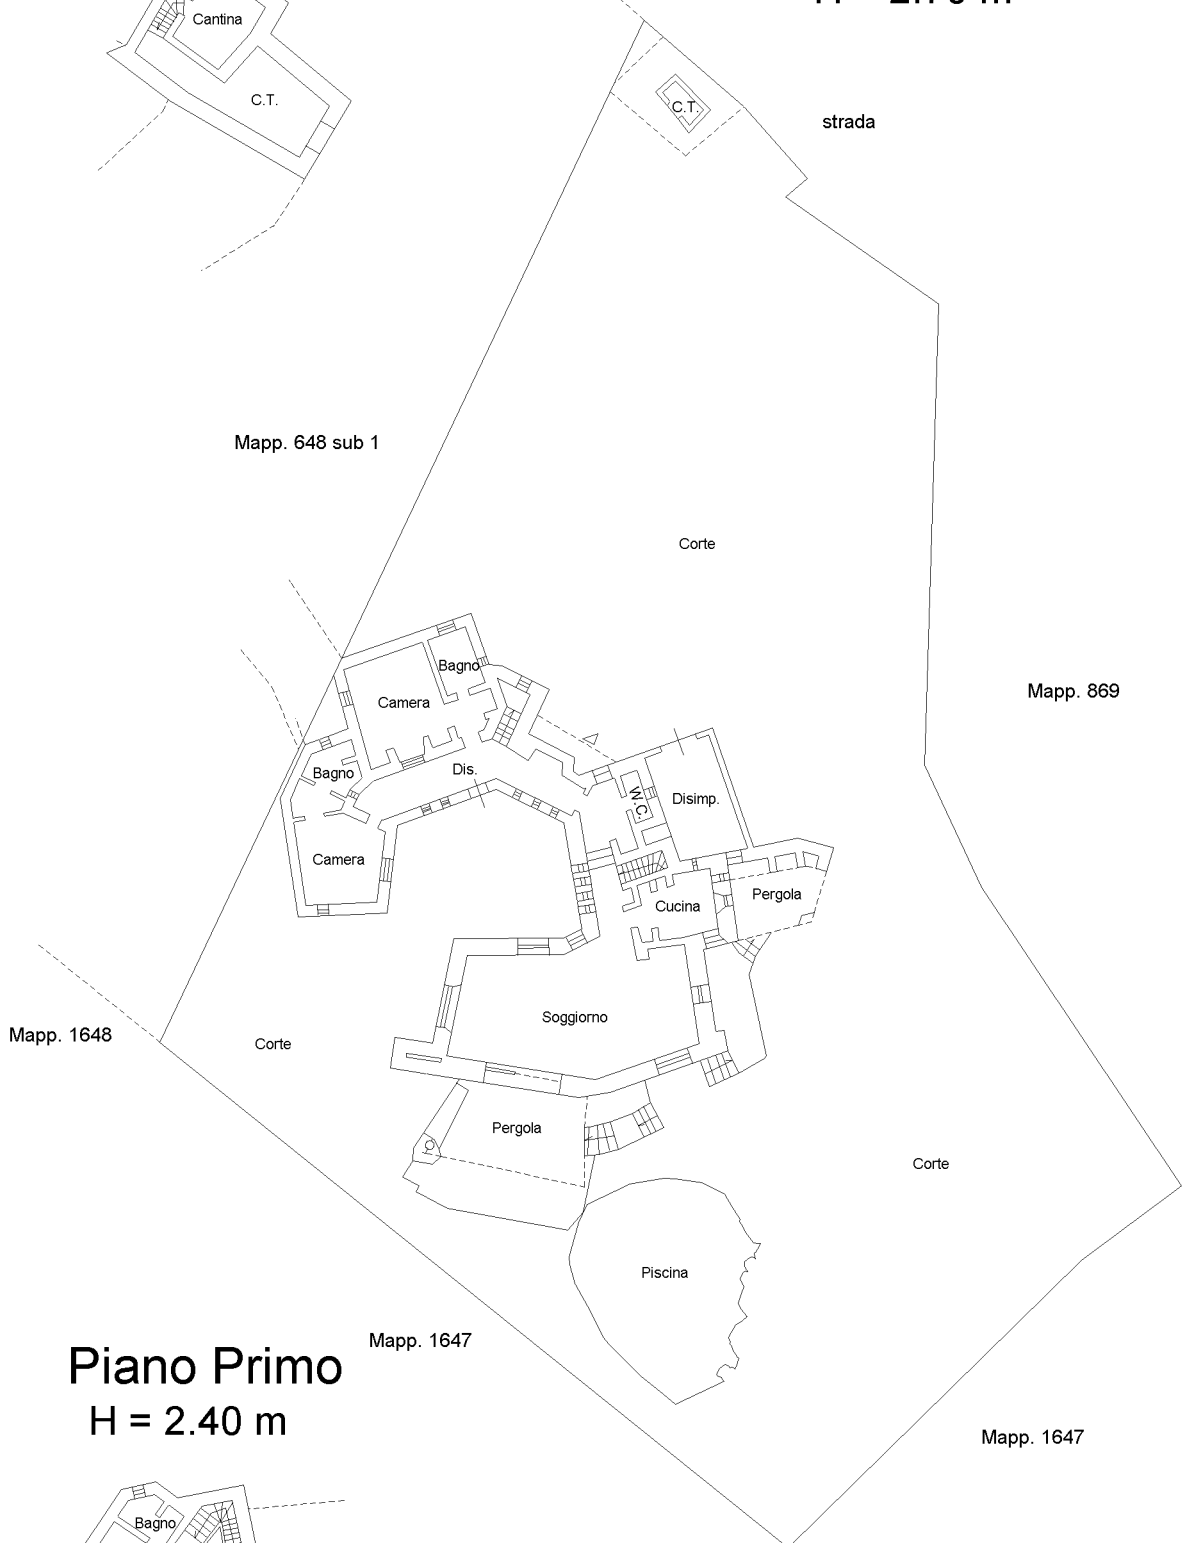 Cantina
C.T.
C.T.
strada
Mapp. 648 sub 1
Corte
Bagno
Camera
Mapp. 869
Bagno
Dis.
W.C.
Disimp.
Camera
Cucina
Pergola
Soggiorno
Mapp. 1648
Corte
Pergola
Corte
Piscina
Mapp. 1647
Piano Primo
H = 2.40 m
Mapp. 1647
Bagno